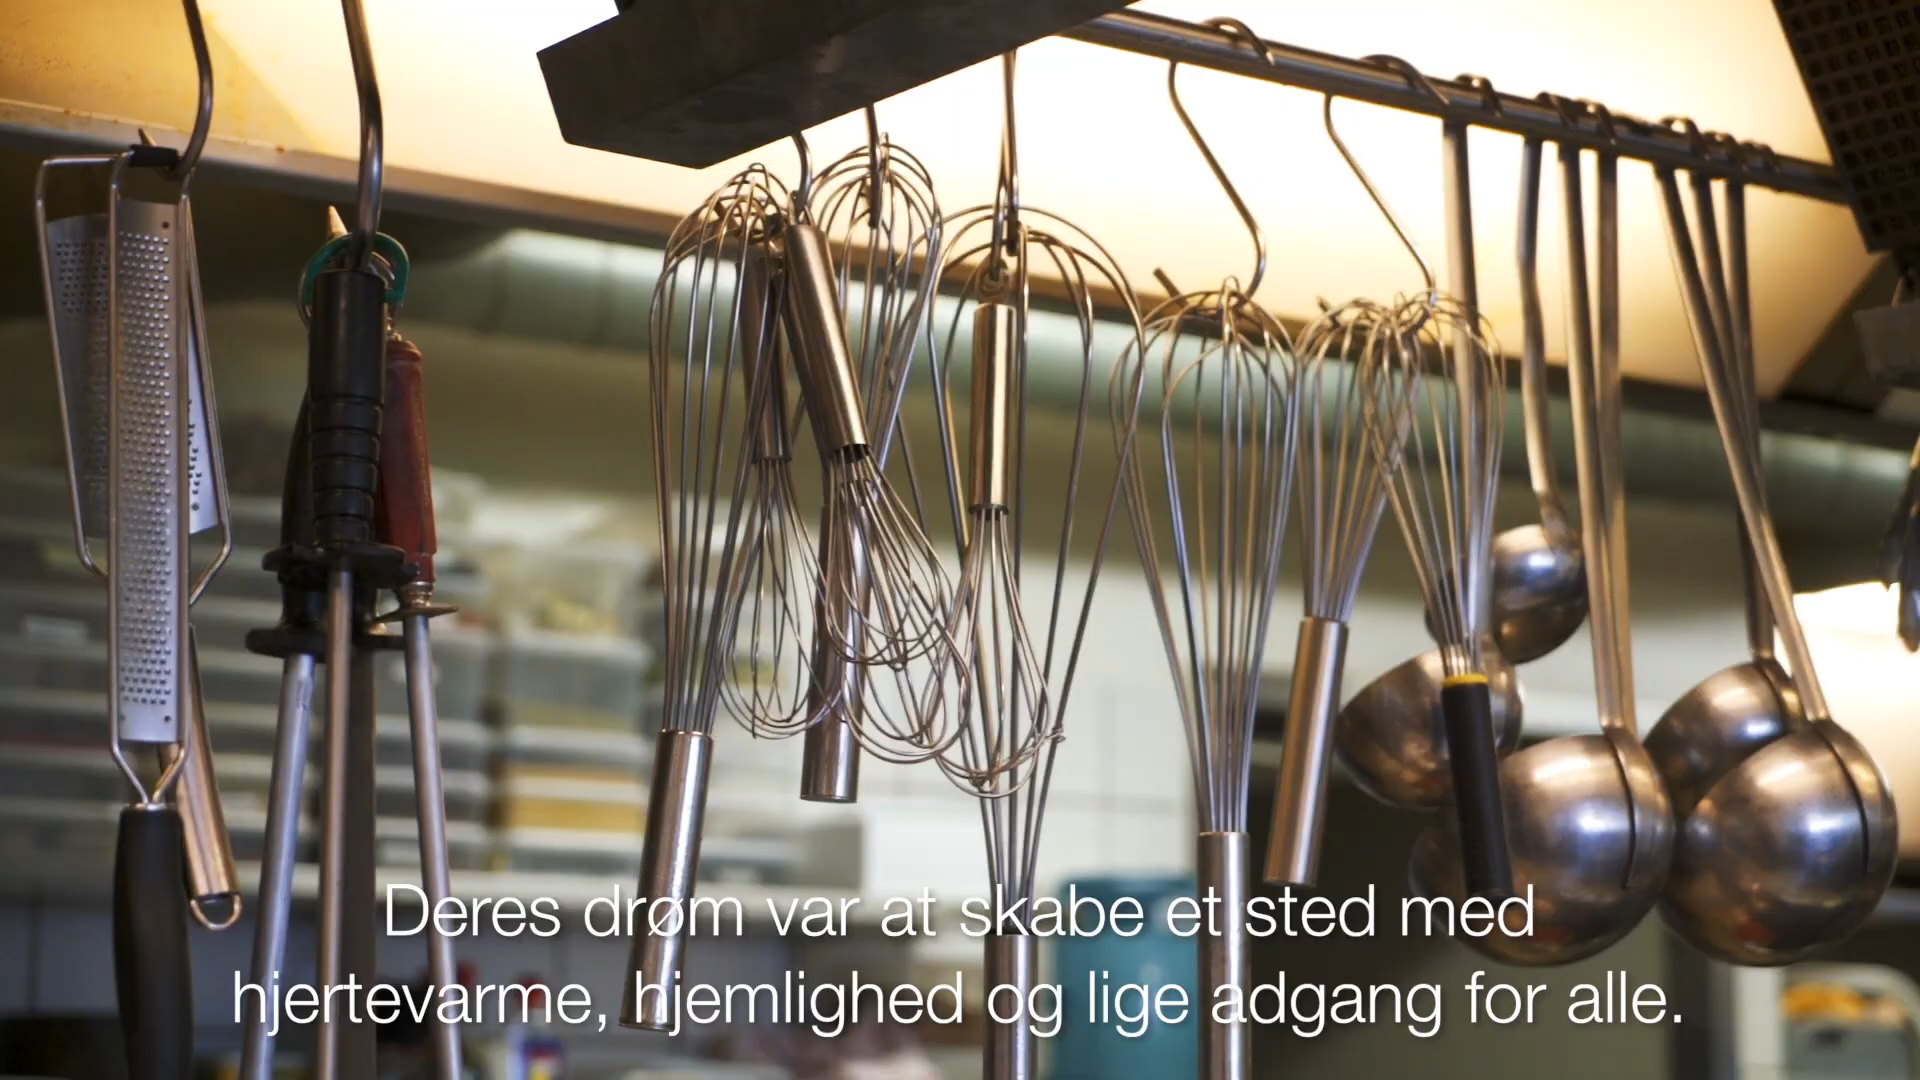 Deres drøm var at skabe et sted med
hjertevarme, hjemlighed og lige adgang for alle.